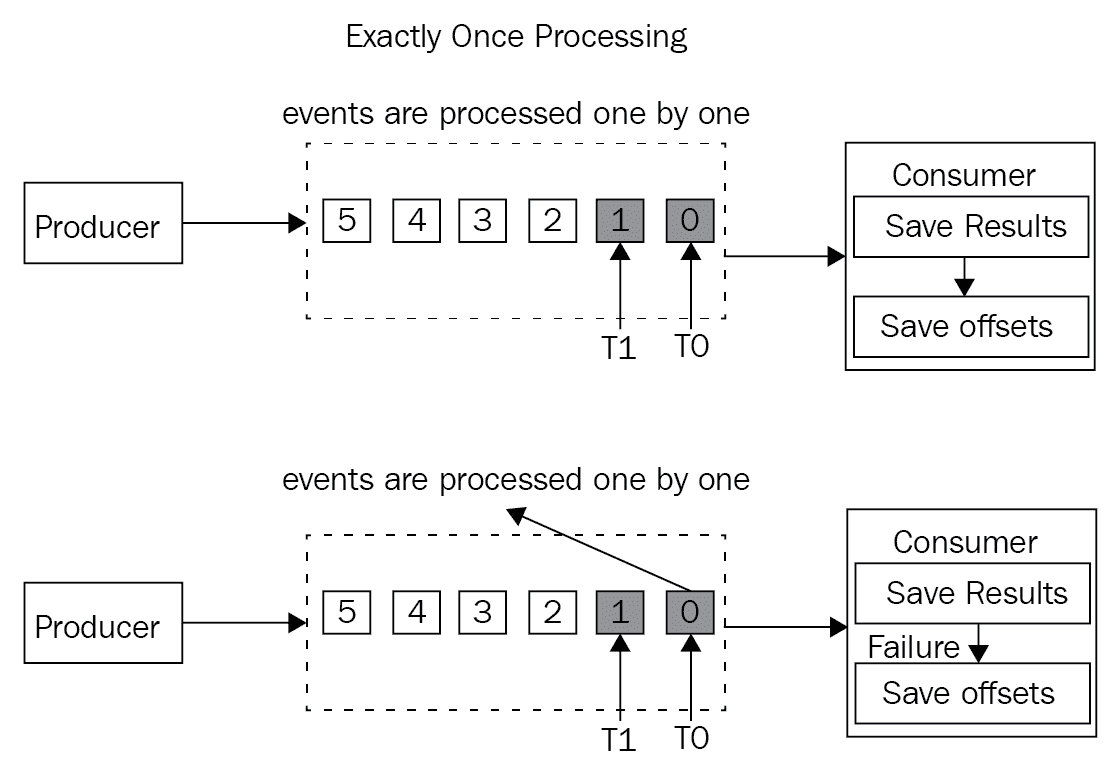 Exactly Once Processing
events are processed one by one
Producer
5 4 3 2 1 0
T1 T0
Consumer
Save Results
Save offsets
events are processed one by one
Producer
5 4 3 2 1 0
T1 T0
Consumer
Save Results
Failure
Save offsets